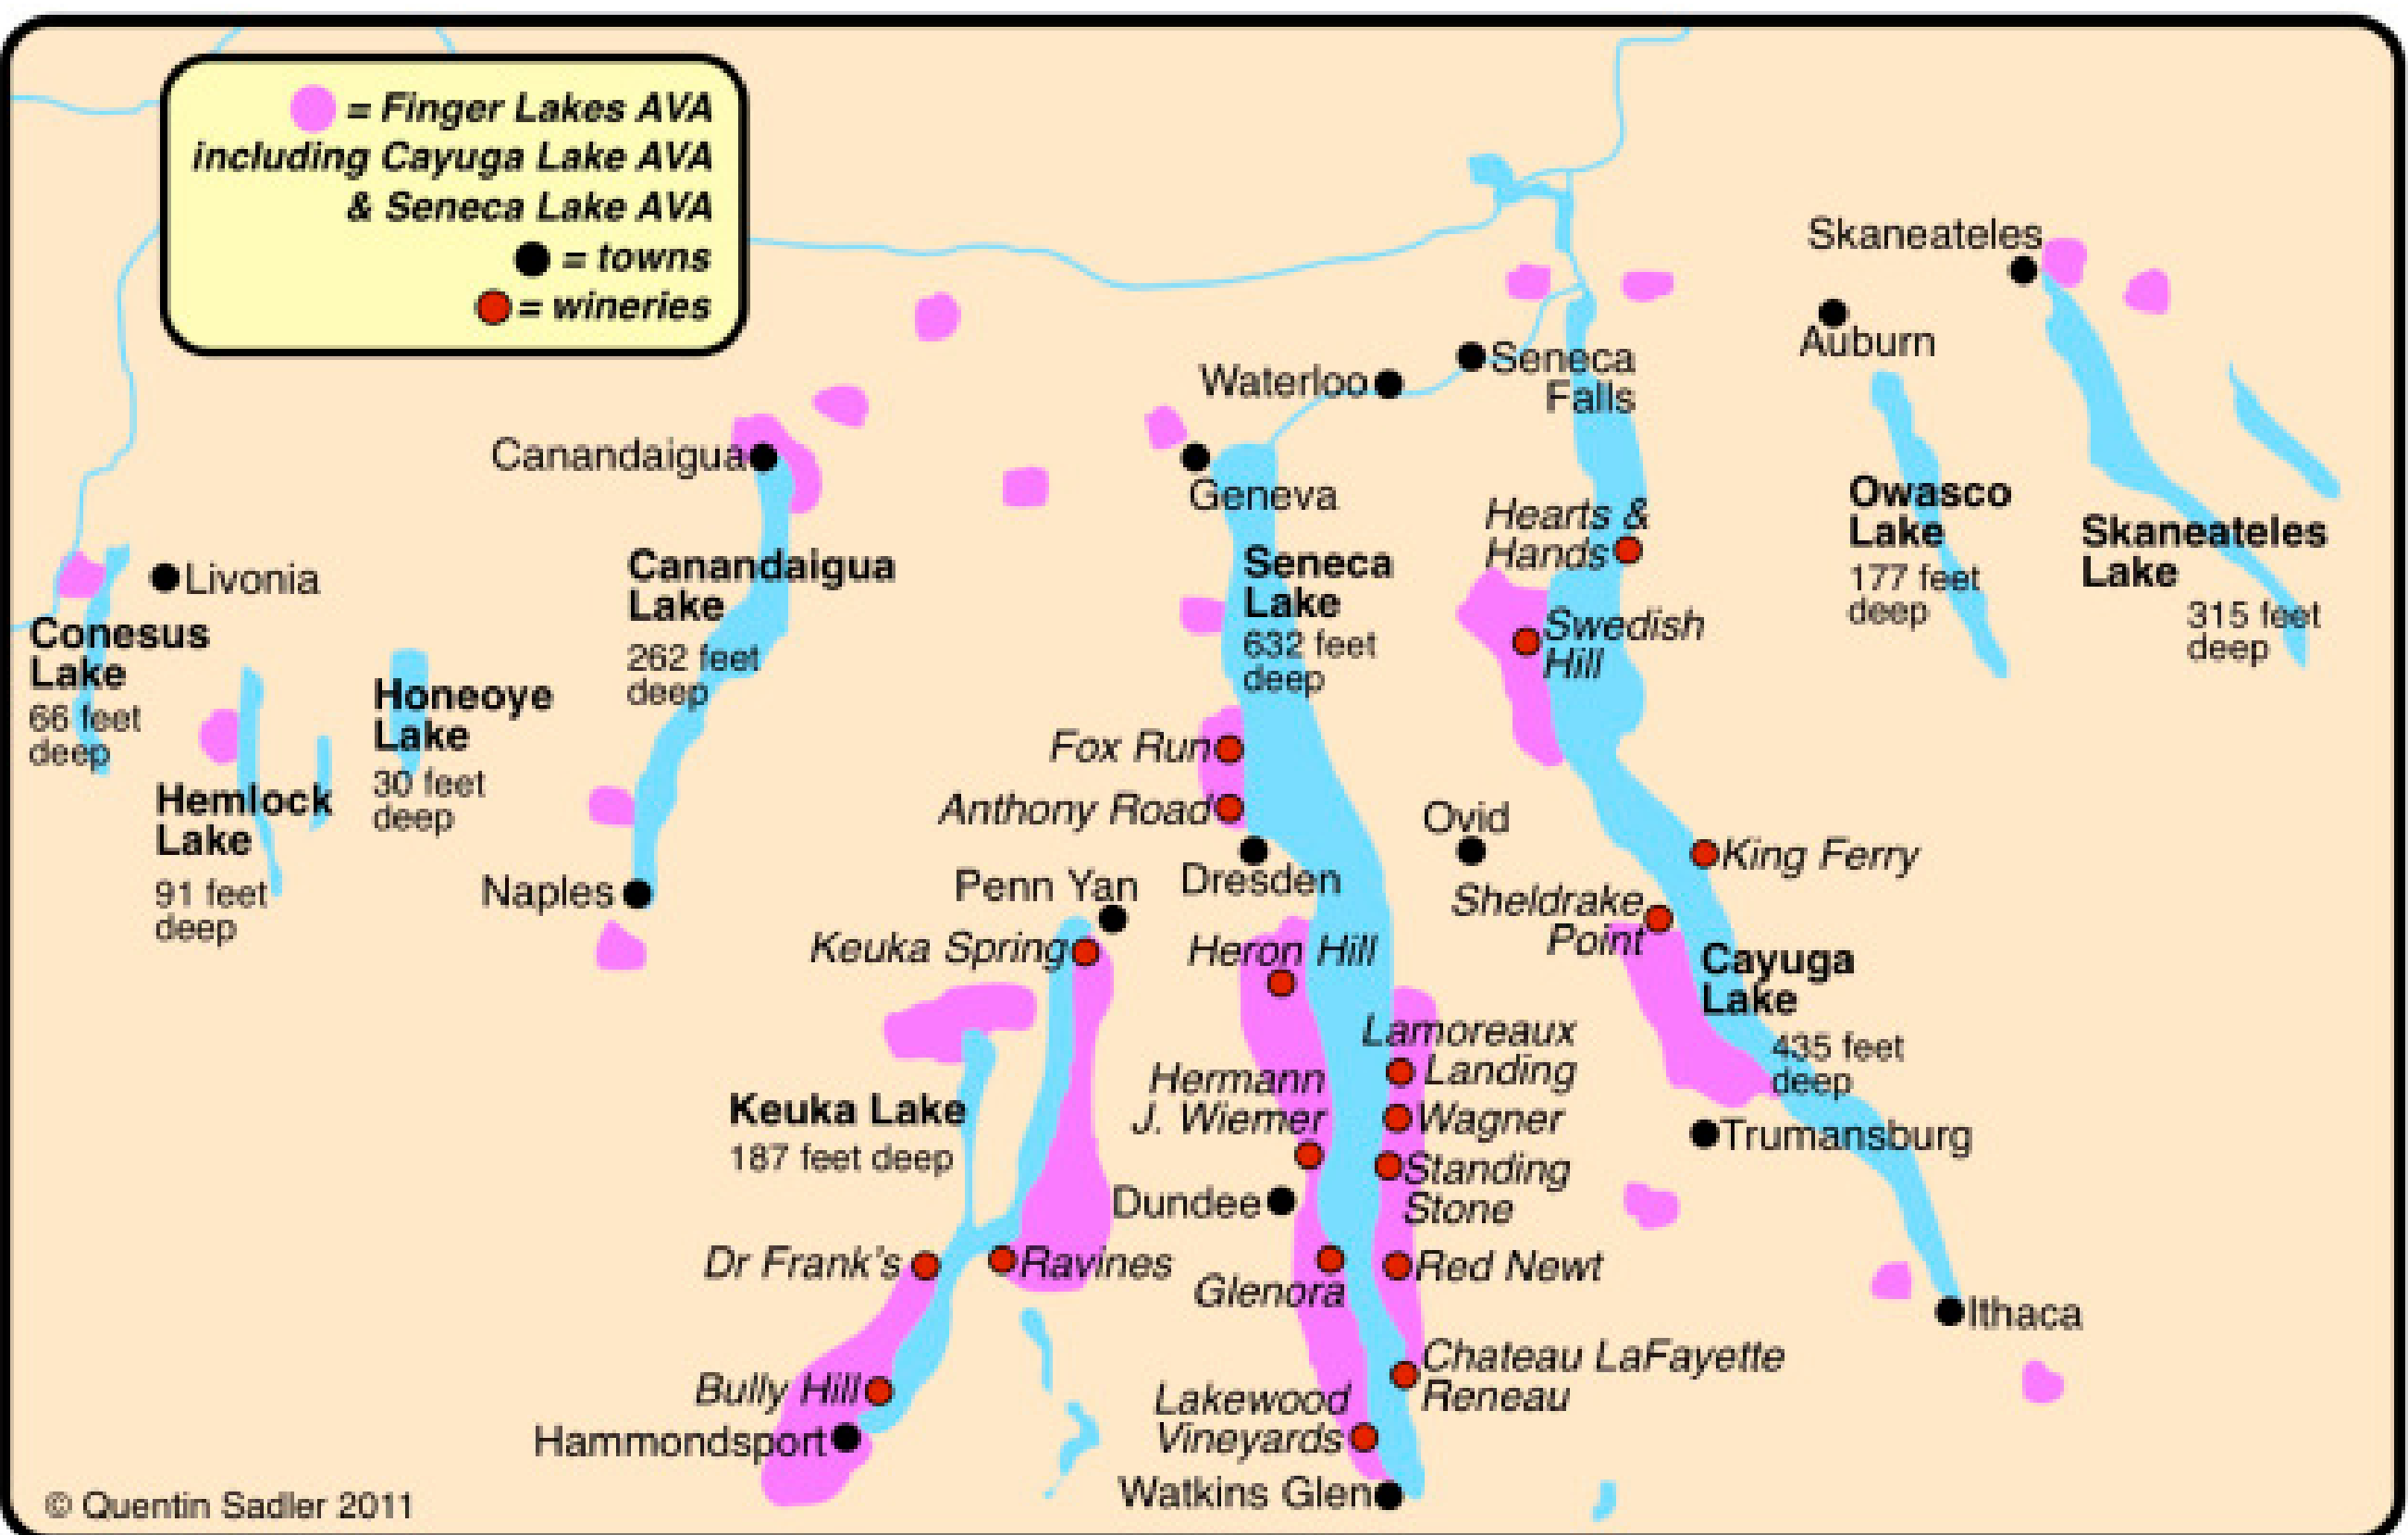 = Finger Lakes AVA
including Cayuga Lake AVA
& Seneca Lake AVA
= towns
= wineries
Skaneateles
Auburn
Seneca
Falls
Waterloo
Canandaigua
Geneva
Livonia
Conesus
Lake
66 feet
deep
Hemlock
Lake
91 feet
deep
Honeoye
Lake
30 feet
deep
Canandaigua
Lake
262 feet
deep
Naples
Seneca
Lake
632 feet
deep
Hearts &
Hands
Swedish
Hill
Owasco
Lake
177 feet
deep
Skaneateles
Lake
315 feet
deep
Fox Run
Anthony Road
Dresden
Ovid
King Ferry
Sheldrake
Point
Cayuga
Lake
435 feet
deep
Trumansburg
Ithaca
Penn Yan
Keuka Spring
Keuka Lake
187 feet deep
Dr Frank's
Ravines
Bully Hill
Hammondsport
Heron Hill
Hermann
J. Wiemer
Dundee
Glenora
Lakewood
Vineyards
Watkins Glen
Lamoreaux
Landing
Wagner
Standing
Stone
Red Newt
Chateau LaFayette
Reneau
© Quentin Sadler 2011